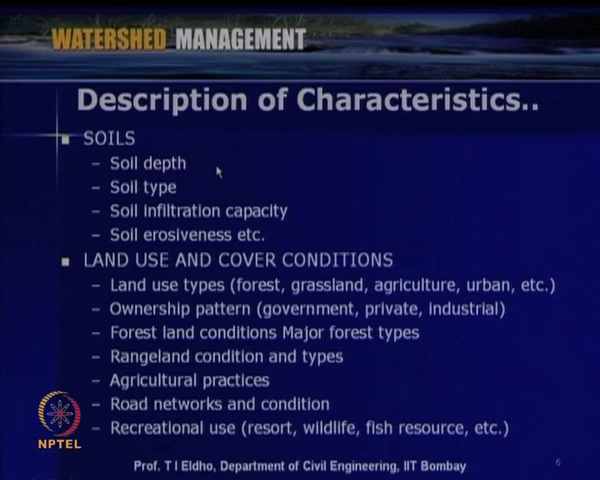 WATERSHED MANAGEMENT
Description of Characteristics..
SOILS
– Soil depth
– Soil type
– Soil infiltration capacity
– Soil erosiveness etc.
LAND USE AND COVER CONDITIONS
– Land use types (forest, grassland, agriculture, urban, etc.)
– Ownership pattern (government, private, industrial)
– Forest land conditions Major forest types
– Rangeland condition and types
– Agricultural practices
– Road networks and condition
– Recreational use (resort, wildlife, fish resource, etc.)
NPTEL
Prof. T I Eldho, Department of Civil Engineering, IIT Bombay
6